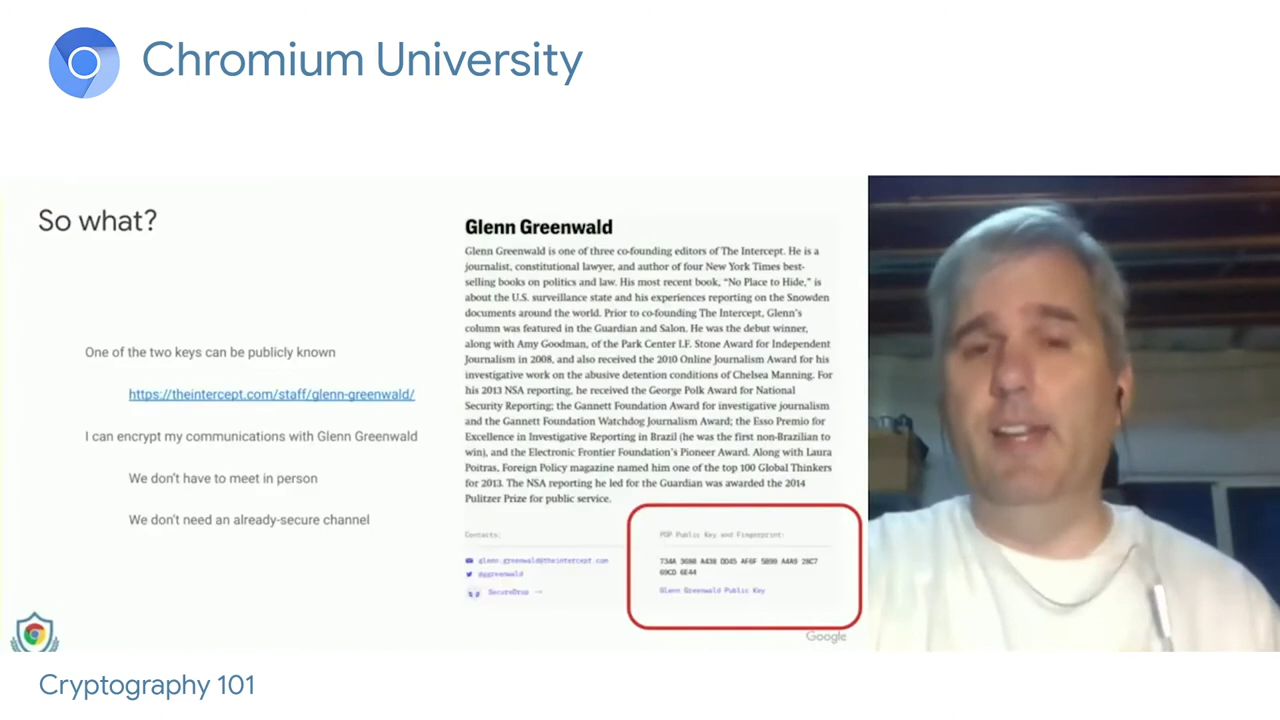 Chromium University
So what?
One of the two keys can be publicly known
https://theintercept.com/staff/glenn-greenwald/
I can encrypt my communications with Glenn Greenwald
We don't have to meet in person
We don't need an already-secure channel
Glenn Greenwald
Glenn Greenwald is one of three co-founding editors of The Intercept. He is a
journalist, constitutional lawyer, and author of four New York Times best-
selling books on politics and law. His most recent book, "No Place to Hide," is
about the U.S. surveillance state and his experiences reporting on the Snowden
documents around the world. Prior to co-founding The Intercept, Glenn's
column was featured in the Guardian and Salon. He was the debut winner,
along with Amy Goodman, of the Park Center I.F. Stone Award for Independent
Journalism in 2008, and also received the 2010 Online Journalism Award for his
investigative work on the abusive detention conditions of Chelsea Manning. For
his 2013 NSA reporting, he received the George Polk Award for National
Security Reporting; the Gannett Foundation Award for investigative journalism
and the Gannett Foundation Watchdog Journalism Award; the Esso Premio for
Excellence in Investigative Reporting in Brazil (he was the first non-Brazilian to
win), and the Electronic Frontier Foundation's Pioneer Award. Along with Laura
Poitras, Foreign Policy magazine named him one of the top 100 Global Thinkers
for 2013. The NSA reporting he led for the Guardian was awarded the 2014
Pulitzer Prize for public service.
Contacts:
glenn.greenwald@theintercept.com
@ggreenwald
SecureDrop →
PGP Public Key and Fingerprint:
Glenn Greenwald Public Key
Google
Cryptography 101